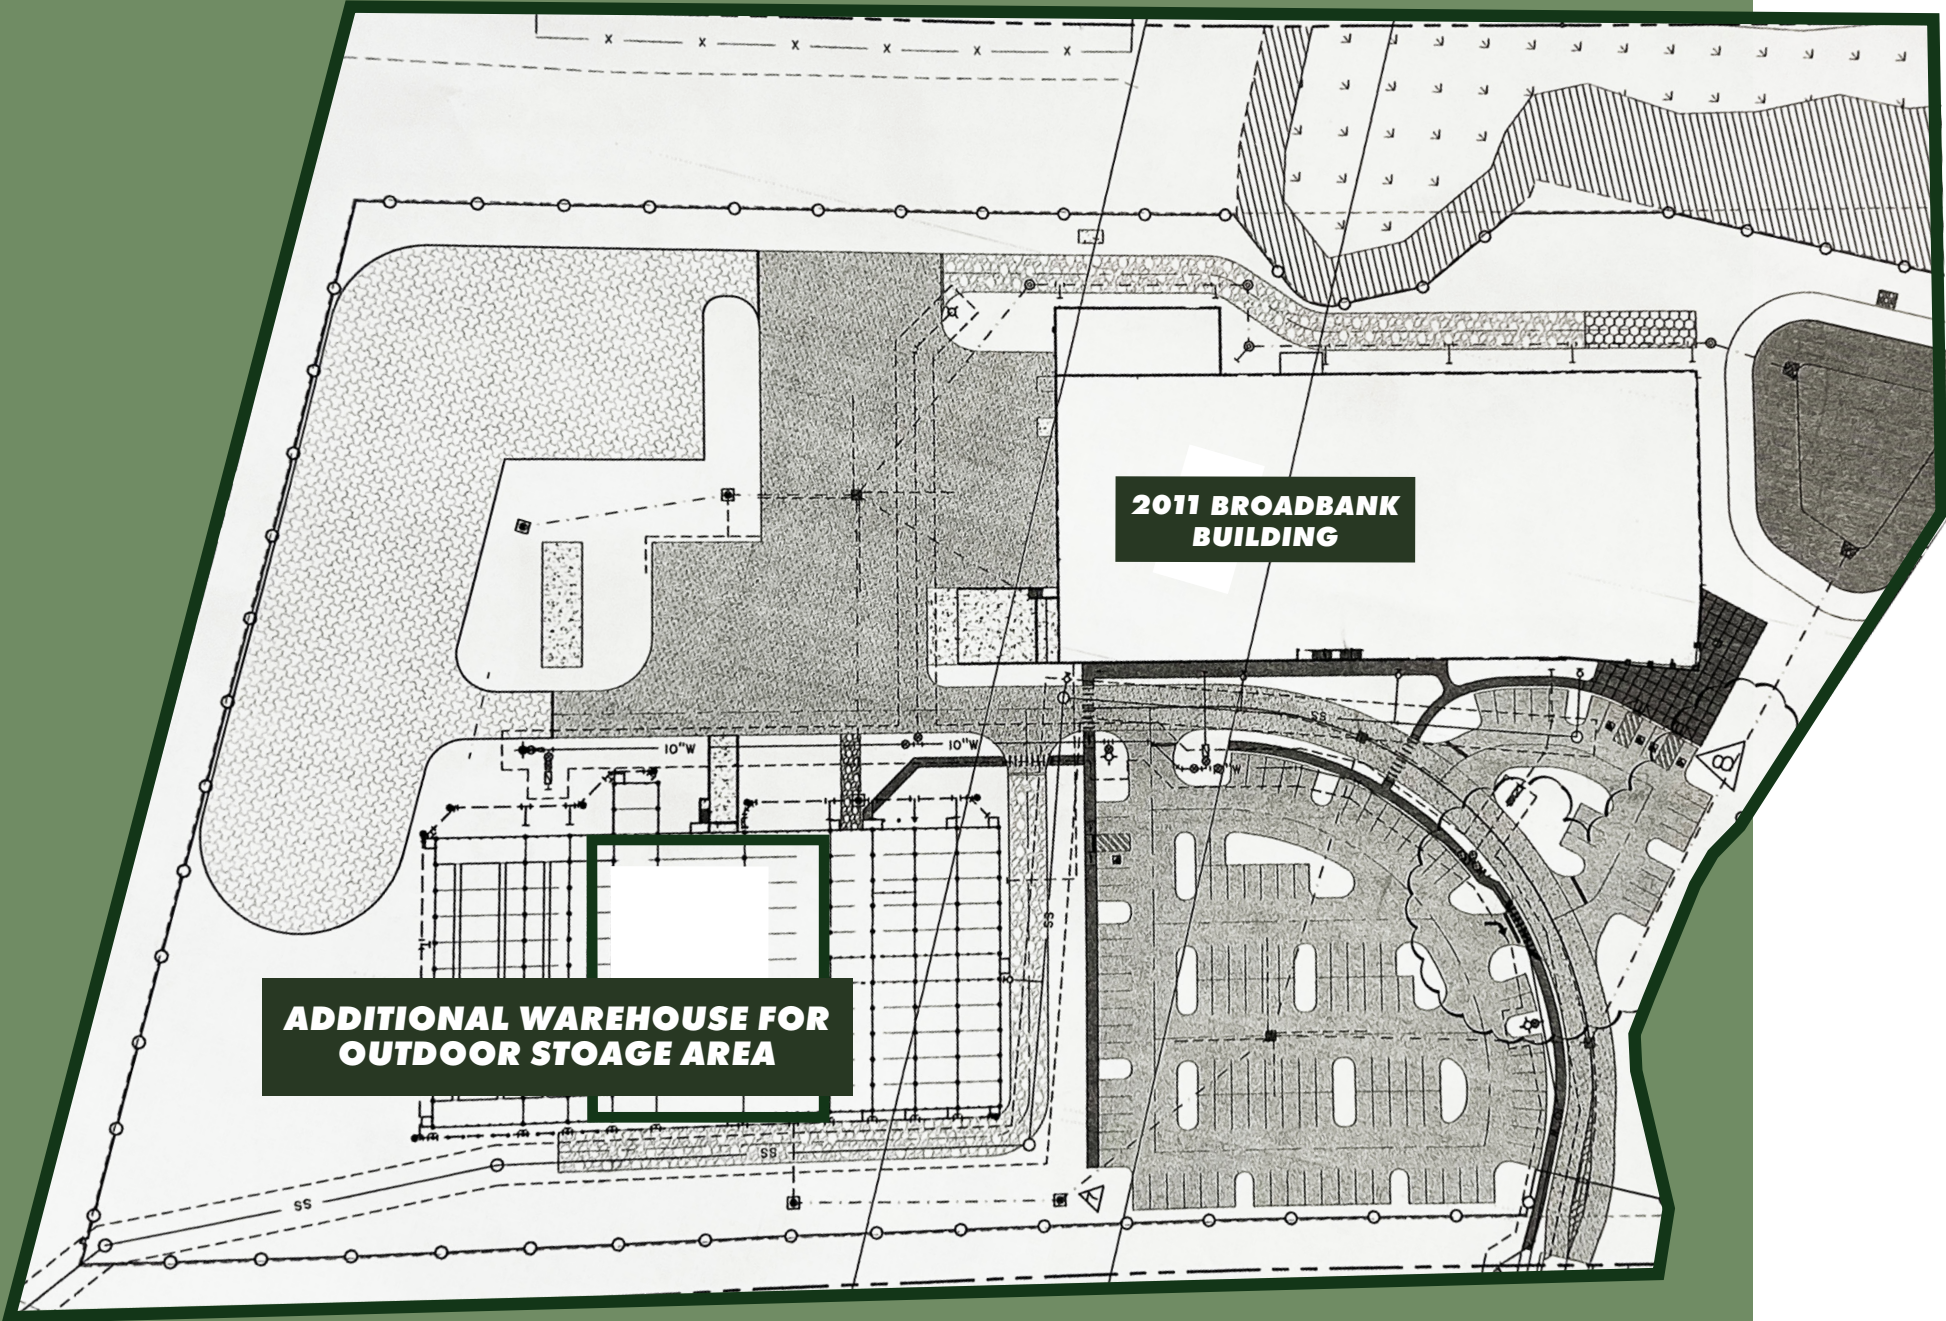 2011 BROADBANK
BUILDING
SS
10"W
10"W
SS
ADDITIONAL WAREHOUSE FOR
OUTDOOR STOAGE AREA
SS
SS